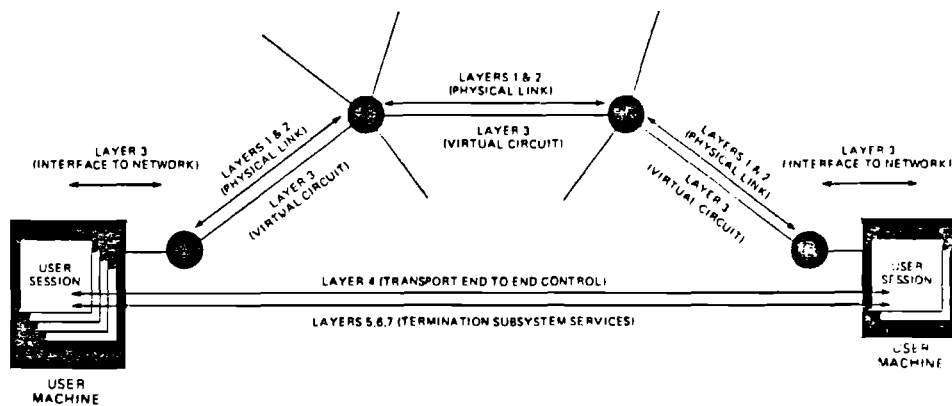 LAYERS 1 & 2
(PHYSICAL LINK)
LAYER 3
(VIRTUAL CIRCUIT)
LAYER 3
(INTERFACE TO NETWORK)
LAYERS 1 & 2
(PHYSICAL LINK)
LAYER 3
(VIRTUAL CIRCUIT)
LAYERS 1 & 2
(PHYSICAL LINK)
LAYER 3
(VIRTUAL CIRCUIT)
LAYER 3
(INTERFACE TO NETWORK)
USER
SESSION
USER
SESSION
LAYER 4 (TRANSPORT END TO END CONTROL)
LAYERS 5,6,7 (TERMINATION SUBSYSTEM SERVICES)
USER
MACHINE
USER
MACHINE